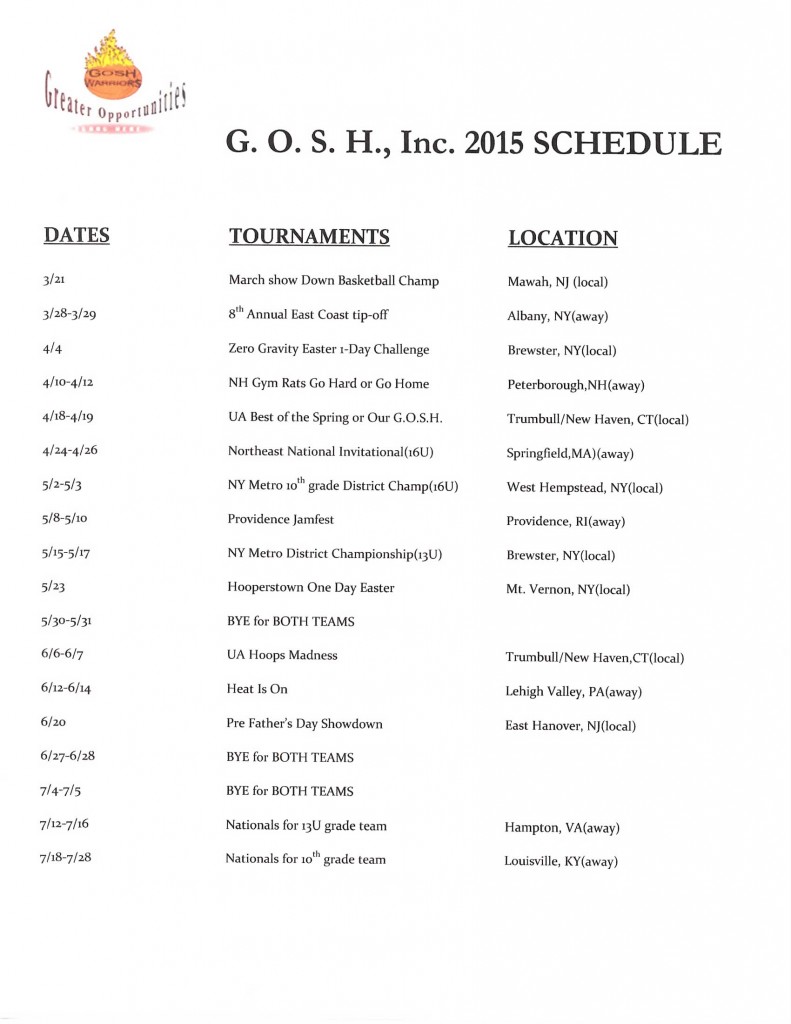 GOSH
WARRIORS
Greater Opportunities
G. O. S. H., Inc. 2015 SCHEDULE
DATES TOURNAMENTS LOCATION
3/21 March show Down Basketball Champ Mawah, NJ (local)
3/28-3/29 8th Annual East Coast tip-off Albany, NY(away)
4/4 Zero Gravity Easter 1-Day Challenge Brewster, NY(local)
4/10-4/12 NH Gym Rats Go Hard or Go Home Peterborough,NH(away)
4/18-4/19 UA Best of the Spring or Our G.O.S.H. Trumbull/New Haven, CT(local)
4/24-4/26 Northeast National Invitational(16U) Springfield,MA)(away)
5/2-5/3 NY Metro 10th grade District Champ(16U) West Hempstead, NY(local)
5/8-5/10 Providence Jamfest Providence, RI(away)
5/15-5/17 NY Metro District Championship(13U) Brewster, NY(local)
5/23 Hooperstown One Day Easter Mt. Vernon, NY(local)
5/30-5/31 BYE for BOTH TEAMS
6/6-6/7 UA Hoops Madness Trumbull/New Haven,CT(local)
6/12-6/14 Heat Is On Lehigh Valley, PA(away)
6/20 Pre Father's Day Showdown East Hanover, NJ(local)
6/27-6/28 BYE for BOTH TEAMS
7/4-7/5 BYE for BOTH TEAMS
7/12-7/16 Nationals for 13U grade team Hampton, VA(away)
7/18-7/28 Nationals for 10th grade team Louisville, KY(away)